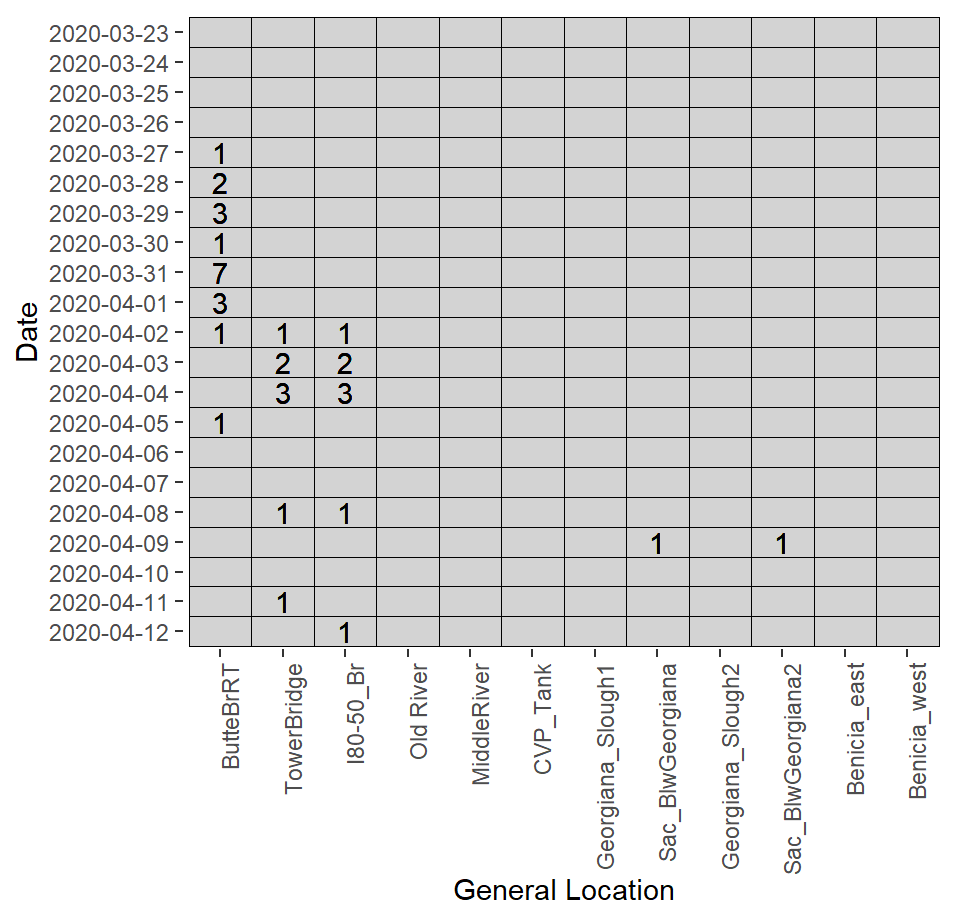 2020-03-23
2020-03-24
2020-03-25
2020-03-26
2020-03-27 1
2020-03-28 2
2020-03-29 3
2020-03-30 1
2020-03-31 7
2020-04-01 3
2020-04-02 1 1 1
2020-04-03 2 2
2020-04-04 3 3
2020-04-05 1
2020-04-06
2020-04-07
2020-04-08 1 1
2020-04-09 1 1
2020-04-10
2020-04-11 1
2020-04-12 1
Date
ButteBrRT
TowerBridge
I80-50_Br
Old River
MiddleRiver
CVP_Tank
Georgiana_Slough1
Sac_BlwGeorgiana
Georgiana_Slough2
Sac_BlwGeorgiana2
Benicia_east
Benicia_west
General Location